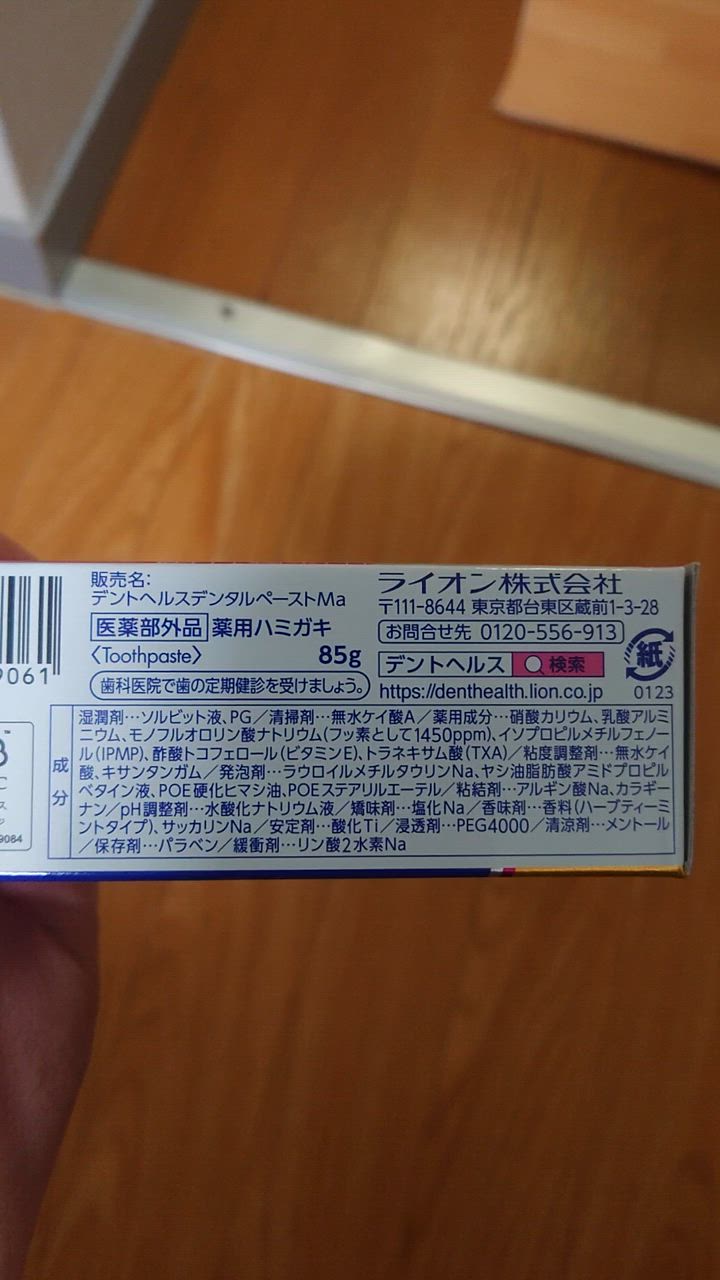 販売名:
デントヘルスデンタルペーストMa
医薬部外品 薬用ハミガキ
〈Toothpaste〉 85g
歯科医院で歯の定期健診を受けましょう。
ライオン株式会社
〒111-8644 東京都台東区蔵前1-3-28
お問合せ先 0120-556-913
デントヘルス 検索
https://denthealth.lion.co.jp
紙
0123
9061
9084
成分
湿潤剤…ソルビット液、PG/清掃剤…無水ケイ酸A/薬用成分…硝酸カリウム、乳酸アルミ
ニウム、モノフルオロリン酸ナトリウム(フッ素として1450ppm)、イソプロピルメチルフェノー
ル(IPMP)、酢酸トコフェロール(ビタミンE)、トラネキサム酸(TXA)/粘度調整剤…無水ケイ
酸、キサンタンガム/発泡剤…ラウロイルメチルタウリンNa、ヤシ油脂肪酸アミドプロピル
ベタイン液、POE硬化ヒマシ油、POEステアリルエーテル/粘結剤…アルギン酸Na、カラギー
ナン/pH調整剤…水酸化ナトリウム液/矯味剤…塩化Na/香味剤…香料(ハーブティーミ
ントタイプ)、サッカリンNa/安定剤…酸化Ti/浸透剤…PEG4000/清涼剤…メントール
/保存剤…パラベン/緩衝剤…リン酸2水素Na